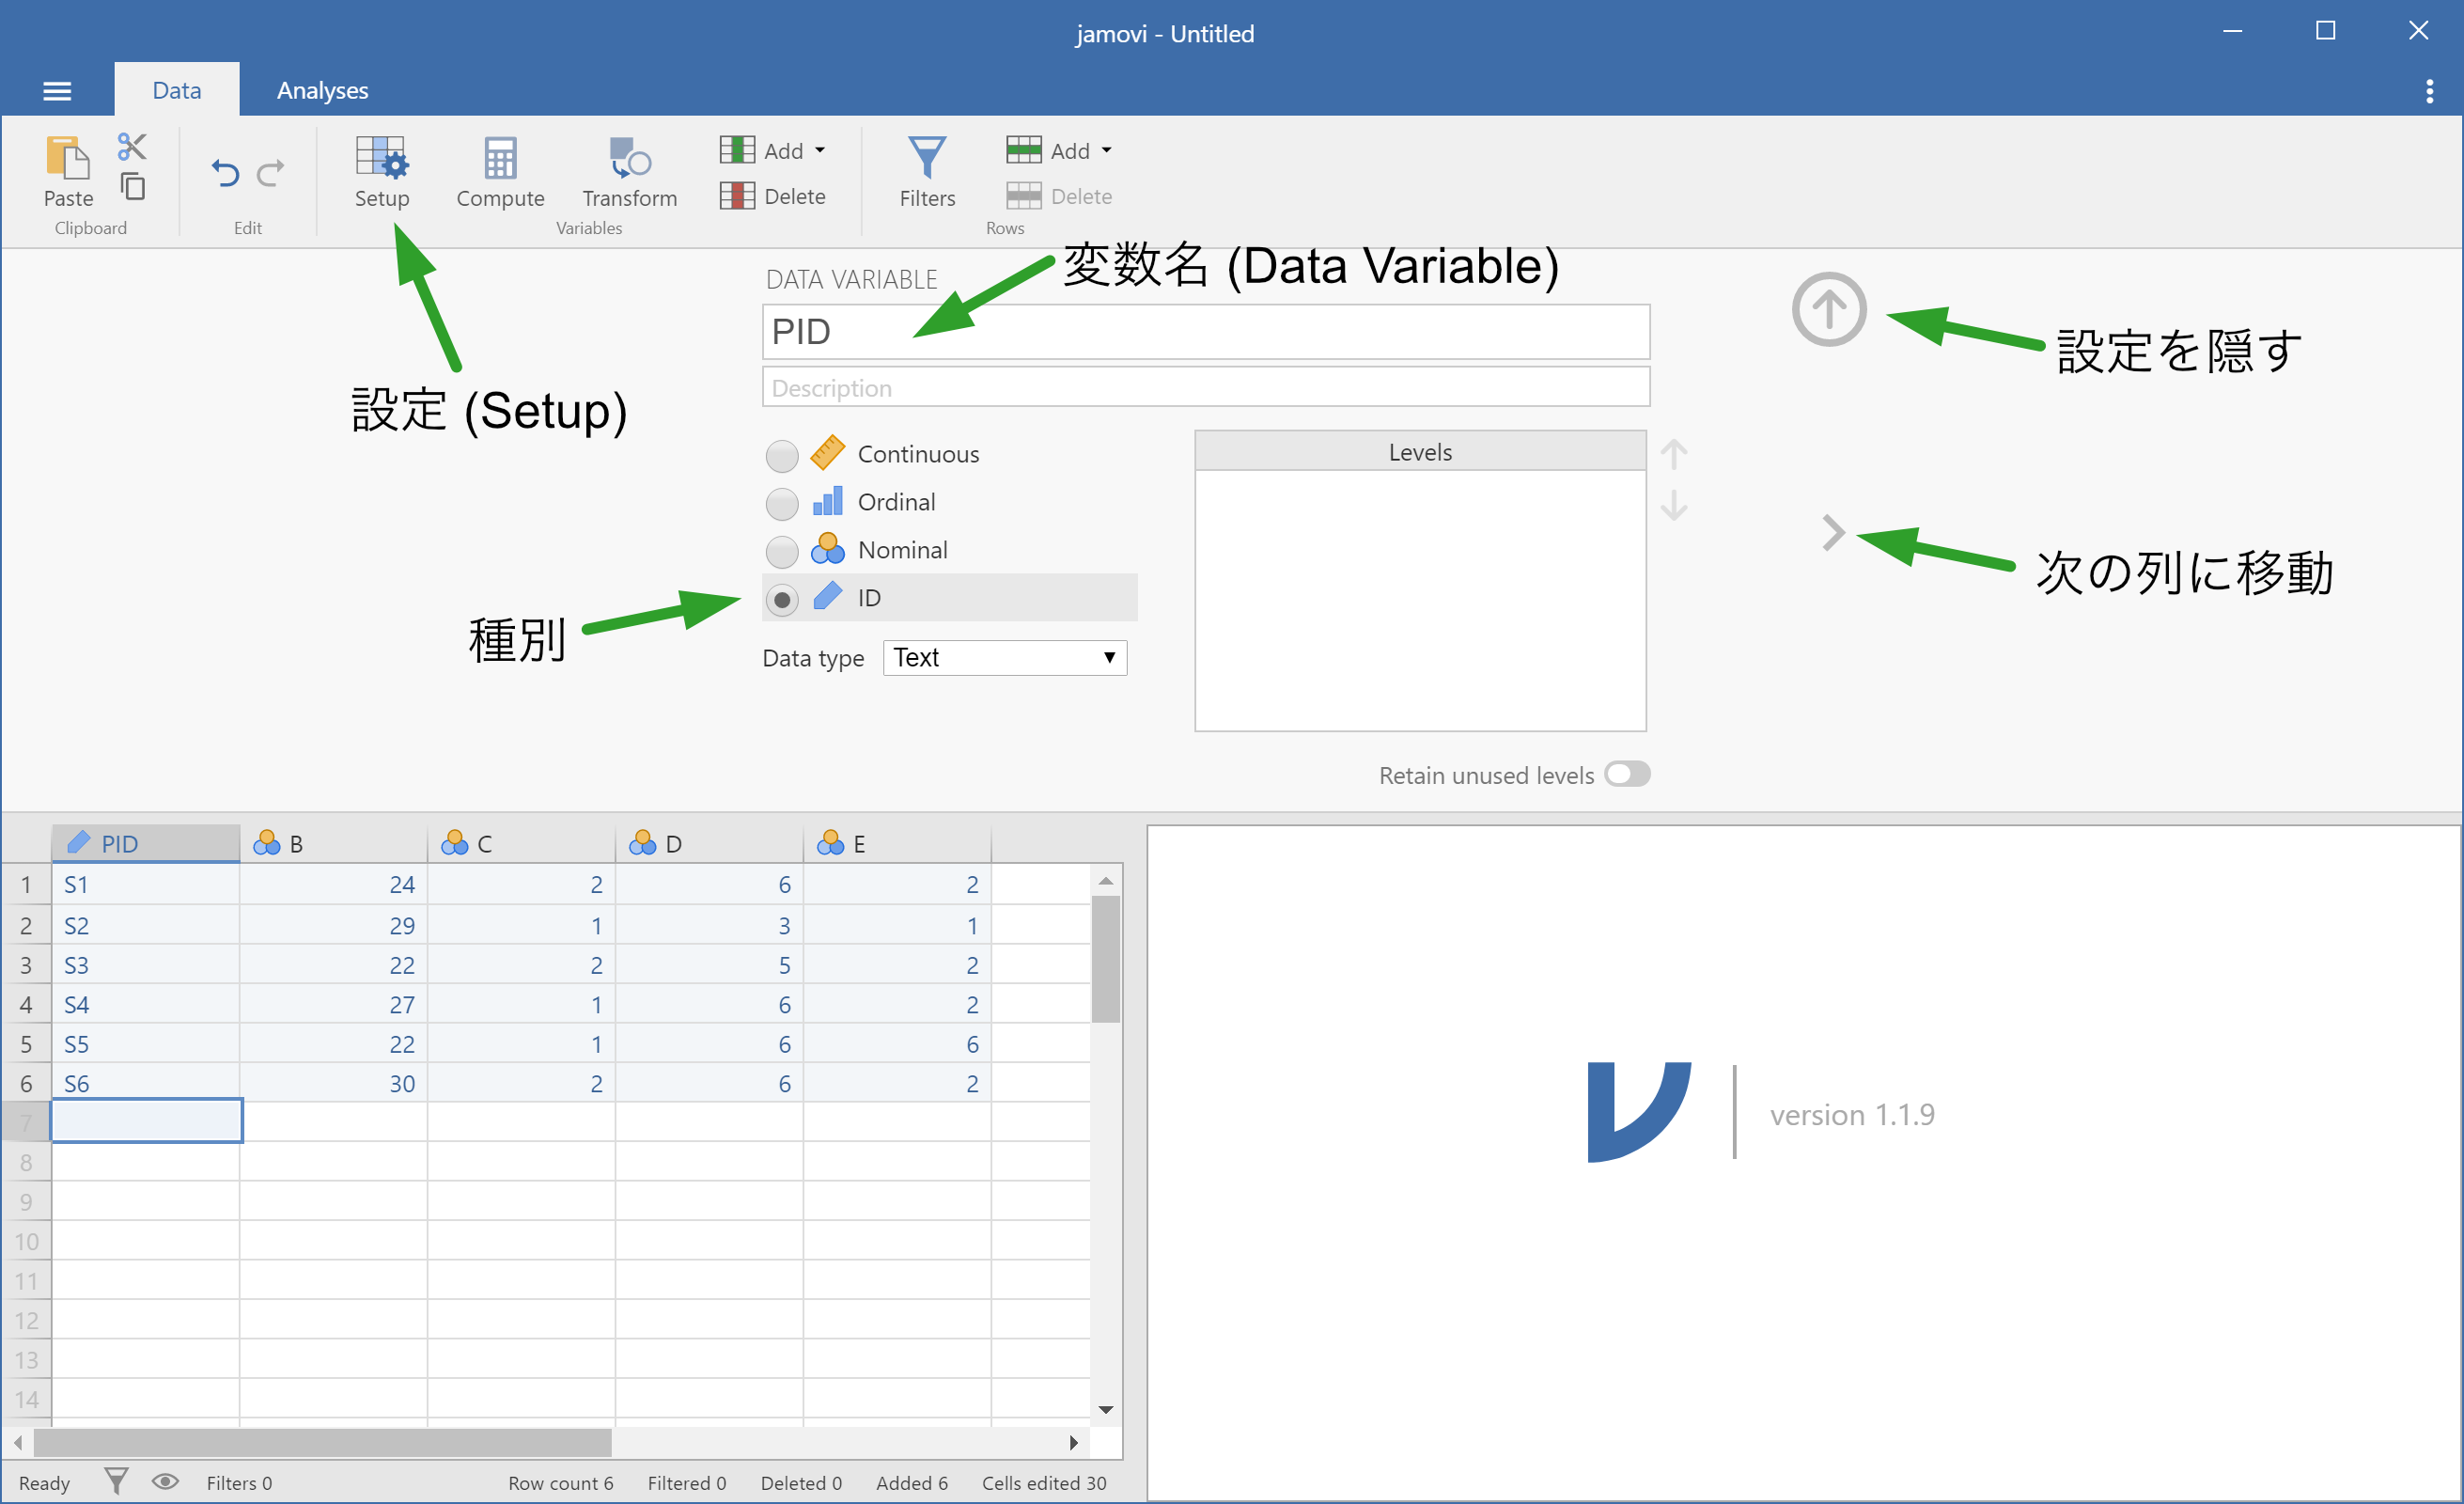 jamovi - Untitled
Data Analyses
Paste
Clipboard
Edit
Setup Compute Transform
Add
Delete
Variables
Filters
Add
Delete
Rows
変数名 (Data Variable)
DATA VARIABLE
PID
Description
設定 (Setup)
設定を隠す
Continuous
Ordinal
Nominal
ID
種別
Data type Text
Levels
次の列に移動
Retain unused levels
PID B C D E
1 S1 24 2 6 2
2 S2 29 1 3 1
3 S3 22 2 5 2
4 S4 27 1 6 2
5 S5 22 1 6 6
6 S6 30 2 6 2
7
8
9
10
11
12
13
14
version 1.1.9
Ready Filters 0 Row count 6 Filtered 0 Deleted 0 Added 6 Cells edited 30